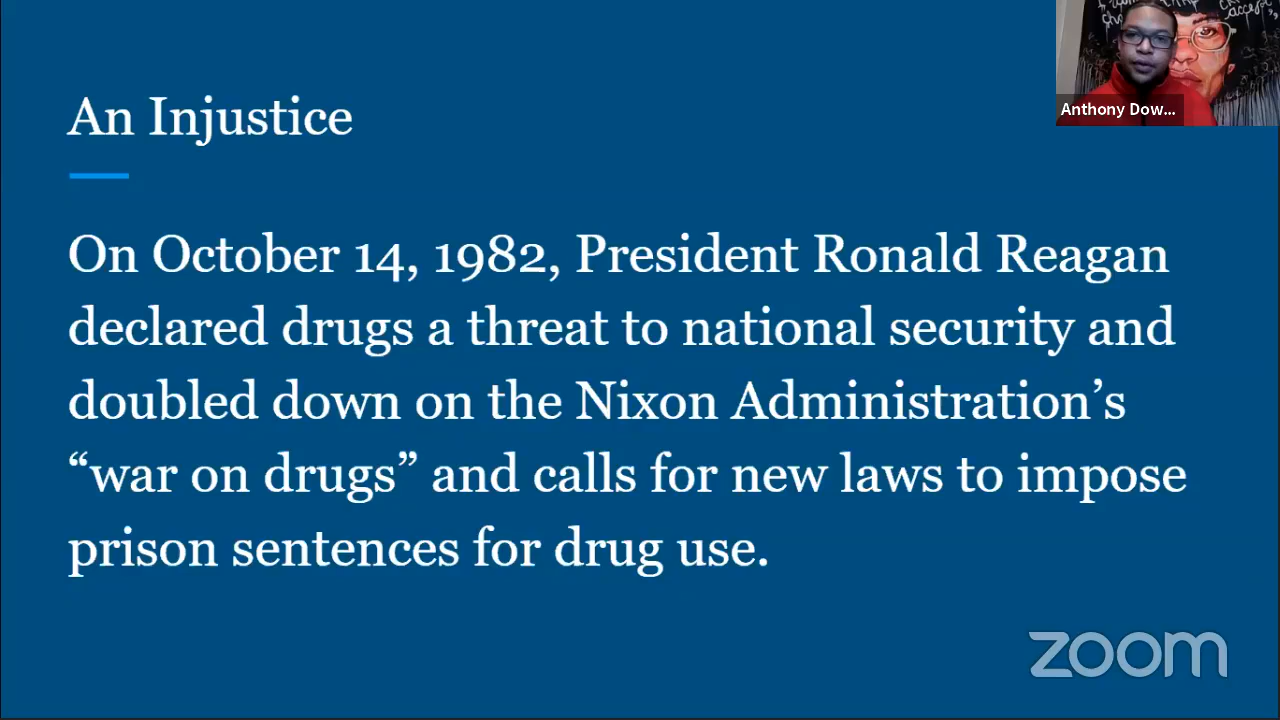 An Injustice
On October 14, 1982, President Ronald Reagan
declared drugs a threat to national security and
doubled down on the Nixon Administration’s
“war on drugs” and calls for new laws to impose
prison sentences for drug use.
accept,
Anthony Dow...
zoom